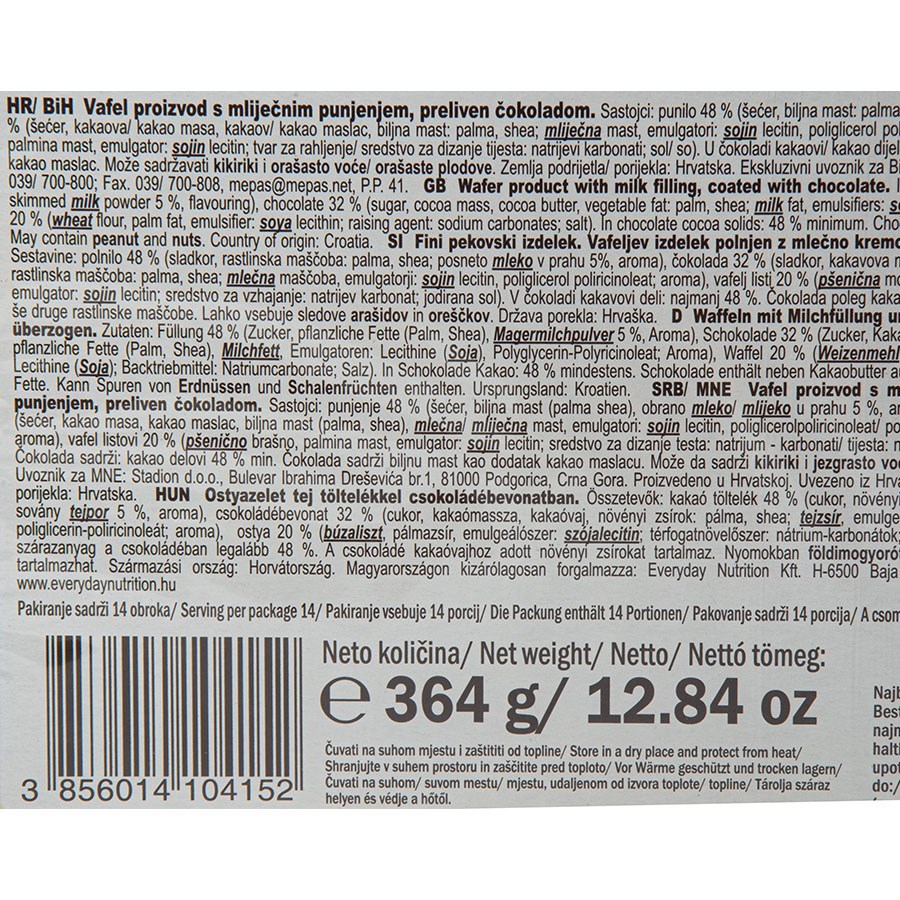 HR/ BiH Vafel proizvod s mliječnim punjenjem, preliven čokoladom. Sastojci: punilo 48 % (šećer, biljna mast: palma
% (šećer, kakaova/ kakao masa, kakaov/ kakao maslac, biljna mast: palma, shea; mliječna mast, emulgatori: sojin lecitin, poliglicerol pol
palmina mast, emulgator: sojin lecitin; tvar za rahljenje/ sredstvo za dizanje tijesta: natrijevi karbonati; sol/ so). U čokoladi kakaovi/ kakao dijel
kakao maslac. Može sadržavati kikiriki i orašasto voće/ orašaste plodove. Zemlja podrijetla/ porijekla: Hrvatska. Ekskluzivni uvoznik za B
039/ 700-800; Fax. 039/ 700-808, mepas@mepas.net, P.P. 41. GB Wafer product with milk filling, coated with chocolate. I
skimmed milk powder 5 %, flavouring), chocolate 32 % (sugar, cocoa mass, cocoa butter, vegetable fat: palm, shea; milk fat, emulsifiers: s
20 % (wheat flour, palm fat, emulsifier: soya lecithin; raising agent: sodium carbonates; salt). In chocolate cocoa solids: 48 % minimum. Cho
May contain peanut and nuts. Country of origin: Croatia. SI Fini pekovski izdelek. Vafeljev izdelek polnjen z mlečno kremo
Sestavine: polnilo 48 % (sladkor, rastlinska maščoba: palma, shea; posneto mleko v prahu 5%, aroma), čokolada 32 % (sladkor, kakavova m
rastlinska maščoba: palma, shea; mlečna maščoba, emulgatorji: sojin lecitin, poliglicerol poliricinoleat; aroma), vafelj listi 20 % (pšenična mo
emulgator: sojin lecitin; sredstvo za vzhajanje: natrijev karbonat; jodirana sol). V čokoladi kakavovi deli: najmanj 48 %. Čokolada poleg kaka
še druge rastlinske maščobe. Lahko vsebuje sledove arašidov in oreščkov. Država porekla: Hrvaška. D Waffeln mit Milchfüllung u
überzogen. Zutaten: Füllung 48 % (Zucker, pflanzliche Fette (Palm, Shea), Magermilchpulver 5 %, Aroma), Schokolade 32 % (Zucker, Kaka
pflanzliche Fette (Palm, Shea), Milchfett, Emulgatoren: Lecithine (Soja), Polyglycerin-Polyricinoleat; Aroma), Waffel 20 % (Weizenmehl
Lecithine (Soja); Backtriebmittel: Natriumcarbonate; Salz). In Schokolade Kakao: 48 % mindestens. Schokolade enthält neben Kakaobutter a
Fette. Kann Spuren von Erdnüssen und Schalenfrüchten enthalten. Ursprungsland: Kroatien. SRB/ MNE Vafel proizvod s m
punjenjem, preliven čokoladom. Sastojci: punjenje 48 % (šećer, biljna mast (palma shea), obrano mleko/ mlijeko u prahu 5 %, ar
(šećer, kakao masa, kakao maslac, biljna mast (palma, shea), mlečna/ mliječna mast, emulgatori: sojin lecitin, poliglicerolpoliricinoleat/ po
aroma), vafel listovi 20 % (pšenično brašno, palmina mast, emulgator: sojin lecitin; sredstvo za dizanje testa: natrijum - karbonati/ tijesta: n
Čokolada sadrži: kakao delovi 48 % min. Čokolada sadrži biljnu mast kao dodatak kakao maslacu. Može da sadrži kikiriki i jezgrasto vo
Uvoznik za MNE: Stadion d.o.o., Bulevar Ibrahima Dreševića br.1, 81000 Podgorica, Crna Gora. Proizvedeno u Hrvatskoj. Uvezeno iz Hrva
porijekla: Hrvatska. HUN Ostyazelet tej töltelékkel csokoládébevonatban. Összetevők: kakaó töltelék 48 % (cukor, növényi
sovány tejpor 5 %, aroma), csokoládébevonat 32 % (cukor, kakaómassza, kakaóvaj, növényi zsírok: pálma, shea; tejzsír, emulge
poliglicerin-poliricinoleát; aroma), ostya 20 % (búzaliszt, pálmazsír, emulgeálószer: szójalecitin; térfogatnövelőszer: nátrium-karbonátok;
szárazanyag a csokoládéban legalább 48 %. A csokoládé kakaóvajhoz adott növényi zsírokat tartalmaz. Nyomokban földimogyoró
tartalmazhat. Származási ország: Horvátország. Magyarországon kizárólagosan forgalmazza: Everyday Nutrition Kft. H-6500 Baja
www.everydaynutrition.hu
Pakiranje sadrži 14 obroka/ Serving per package 14/ Pakiranje vsebuje 14 porcij/ Die Packung enthält 14 Portionen/ Pakovanje sadrži 14 porcija/ A csom
Neto količina/ Net weight/ Netto/ Nettó tömeg:
℮ 364 g/ 12.84 oz
Čuvati na suhom mjestu i zaštititi od topline/ Store in a dry place and protect from heat/
Shranjujte v suhem prostoru in zaščitite pred toploto/ Vor Wärme geschützt und trocken lagern/
Čuvati na suhom/ suvom mestu/ mjestu, udaljenom od izvora toplote/ topline/ Tárolja száraz
helyen és védje a hőtől.
Najb
Best
najm
halti
upot
do:/
3 856014 104152